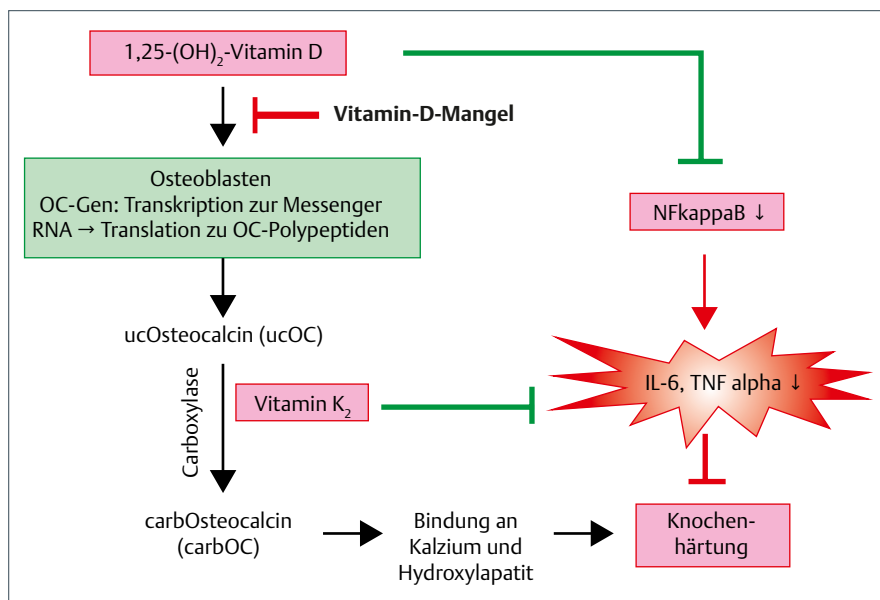 1,25-(OH)₂-Vitamin D
Vitamin-D-Mangel
Osteoblasten
OC-Gen: Transkription zur Messenger
RNA → Translation zu OC-Polypeptiden
NFkappaB ↓
ucOsteocalcin (ucOC)
IL-6, TNF alpha ↓
Carboxylase
Vitamin K₂
carbOsteocalcin
(carbOC)
Bindung an
Kalzium und
Hydroxylapatit
Knochen-
härtung